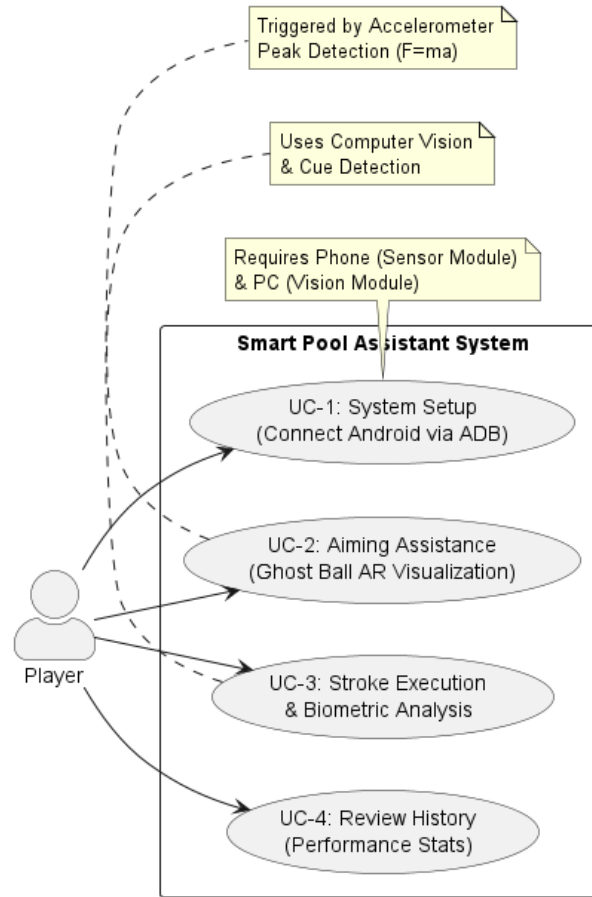 Triggered by Accelerometer
Peak Detection (F=ma)
Uses Computer Vision
& Cue Detection
Requires Phone (Sensor Module)
& PC (Vision Module)
Smart Pool Assistant System
UC-1: System Setup
(Connect Android via ADB)
UC-2: Aiming Assistance
(Ghost Ball AR Visualization)
Player
UC-3: Stroke Execution
& Biometric Analysis
UC-4: Review History
(Performance Stats)